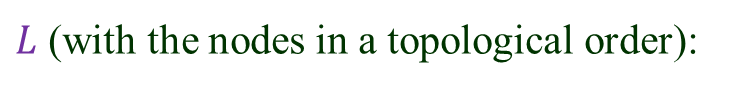 L (with the nodes in a topological order):